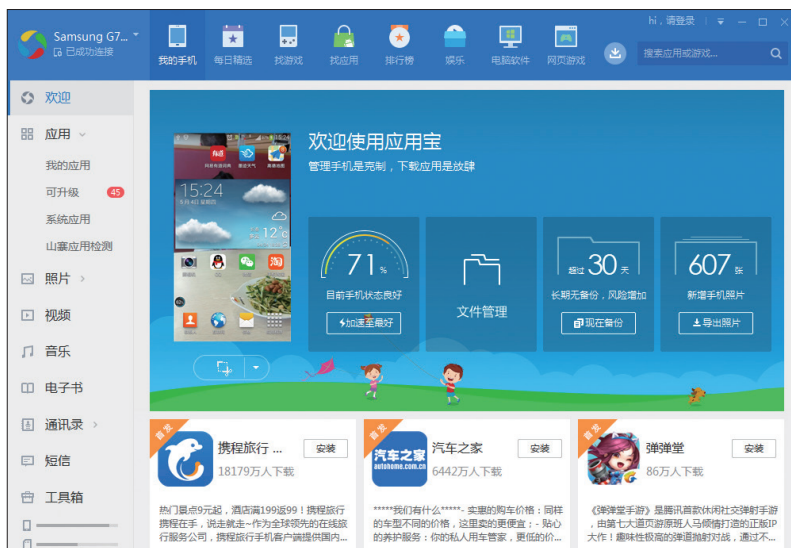 hi，请登录
Samsung G7...
已成功连接
我的手机
每日精选
找游戏
找应用
排行榜
娱乐
电脑软件
网页游戏
搜索应用或游戏...
欢迎
应用
我的应用
可升级
45
系统应用
山寨应用检测
照片
视频
音乐
电子书
通讯录
短信
工具箱
欢迎使用应用宝
管理手机是克制，下载应用是放肆
15:24
12°c
71 %
目前手机状态良好
加速至最好
文件管理
超过 30 天
长期无备份，风险增加
现在备份
607 张
新增手机照片
导出照片
首发
携程旅行 ...
安装
18179万人下载
热门景点9元起，酒店满199返99！携程旅行
携程在手，说走就走~作为全球领先的在线旅
行服务公司，携程旅行手机客户端提供国内...
首发
汽车之家
autohome.com.cn
汽车之家
安装
6442万人下载
*****我们有什么*****- 实惠的购车价格：同样
的车型不同的价格，这里卖的更便宜；- 贴心
的养护服务：你的私人用车管家，更低的价...
首发
弹弹堂
安装
86万人下载
《弹弹堂手游》是腾讯首款休闲社交弹射手游
，由第七大道页游原班人马倾情打造的正版IP
大作！趣味性极高的弹道抛射对战，通过不...